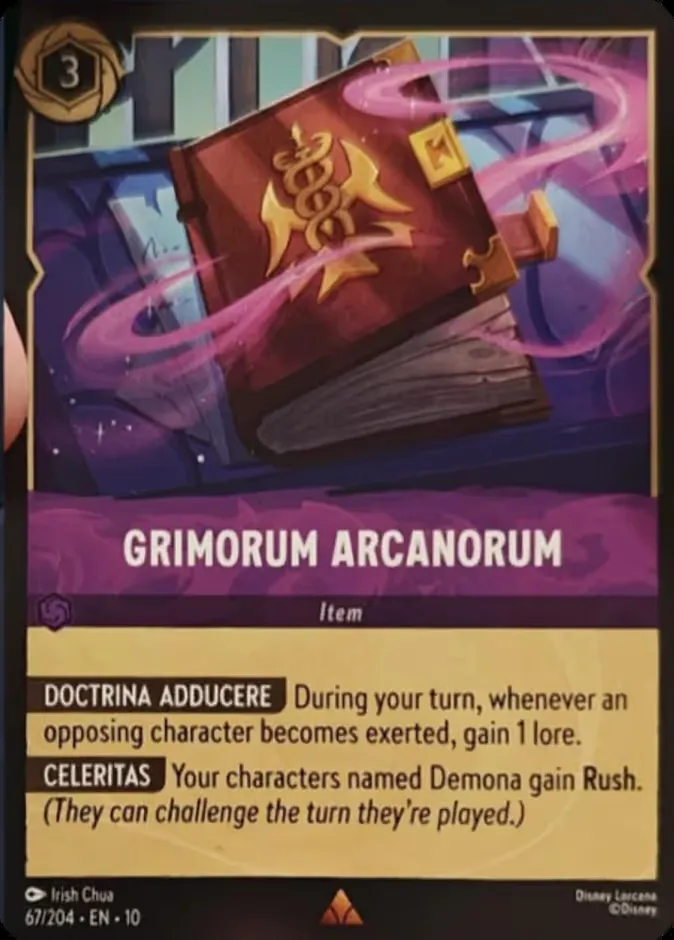 3
GRIMORUM ARCANORUM
Item
DOCTRINA ADDUCERE During your turn, whenever an
opposing character becomes exerted, gain 1 lore.
CELERITAS Your characters named Demona gain Rush.
(They can challenge the turn they're played.)
Irish Chua
67/204 • EN • 10
Disney Lorcana
©Disney